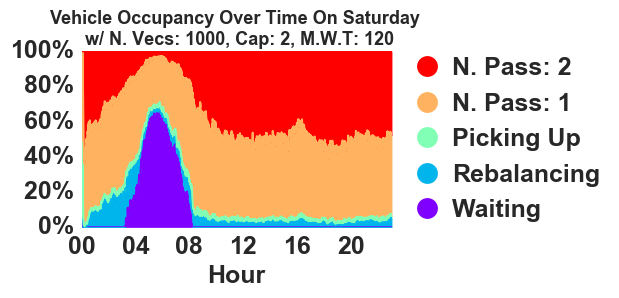 Vehicle Occupancy Over Time On Saturday
w/ N. Vecs: 1000, Cap: 2, M.W.T: 120
100%
80%
60%
40%
20%
0%
00 04 08 12 16 20
Hour
N. Pass: 2
N. Pass: 1
Picking Up
Rebalancing
Waiting